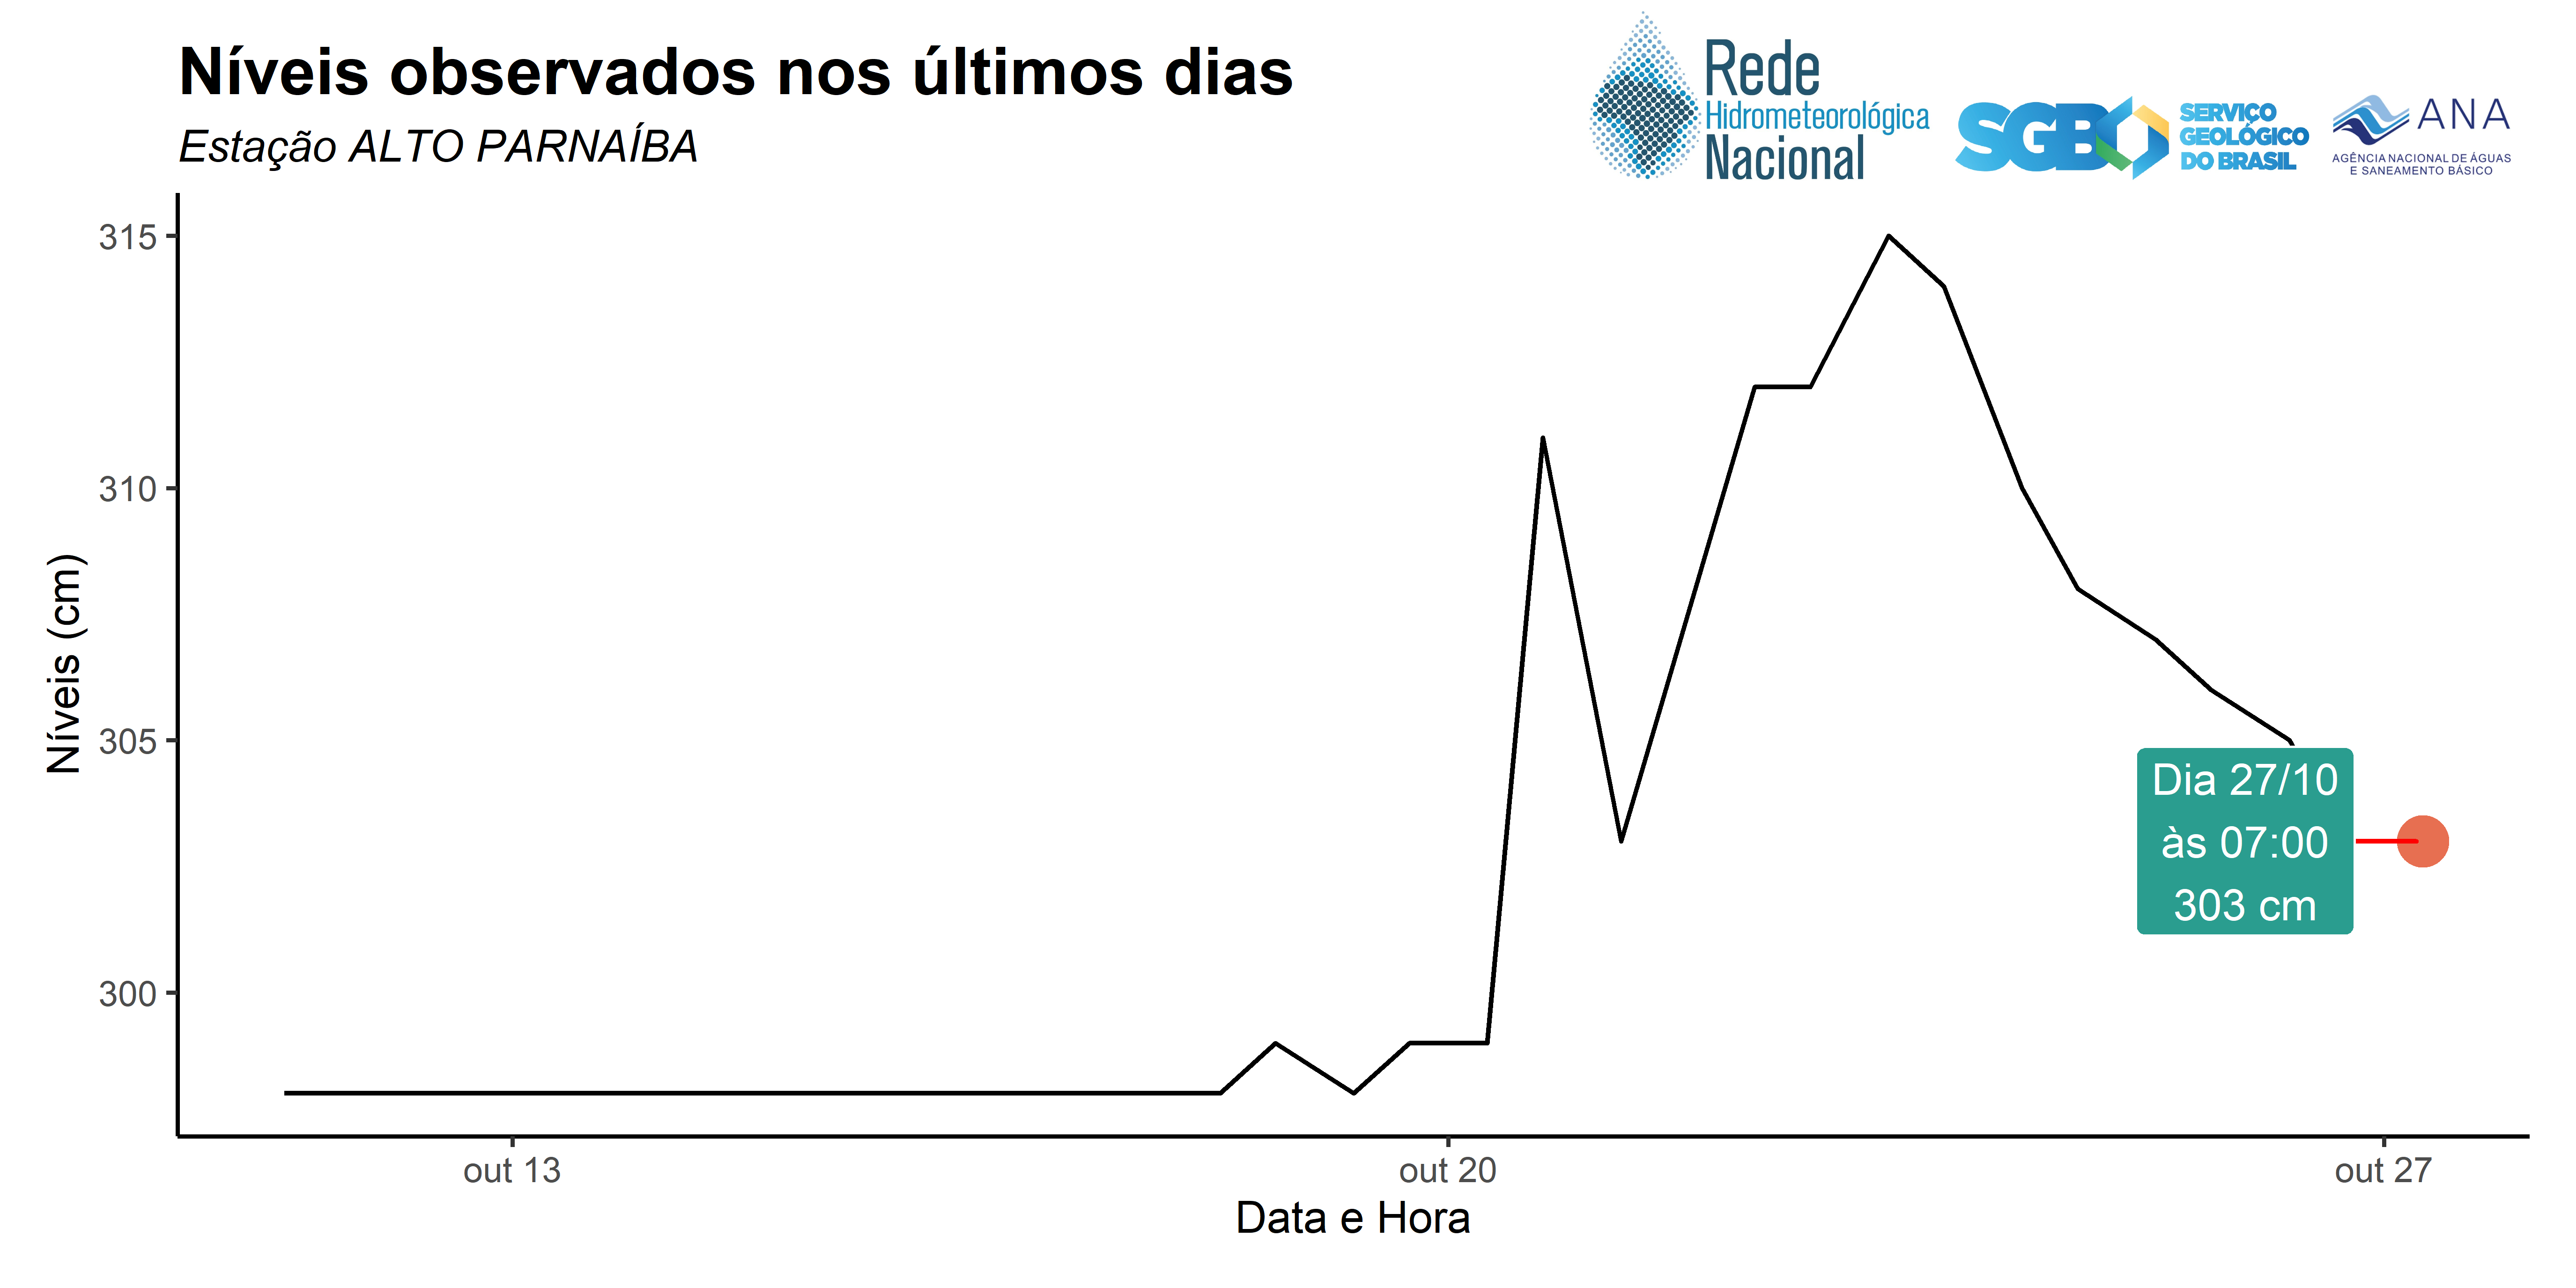 Níveis observados nos últimos dias
Estação ALTO PARNAÍBA
Rede
Hidrometeorológica
Nacional
SGB
SERVIÇO
GEOLÓGICO
DO BRASIL
ANA
AGÊNCIA NACIONAL DE ÁGUAS
E SANEAMENTO BÁSICO
Níveis (cm)
315
310
305
300
Dia 27/10
às 07:00
303 cm
out 13
out 20
out 27
Data e Hora